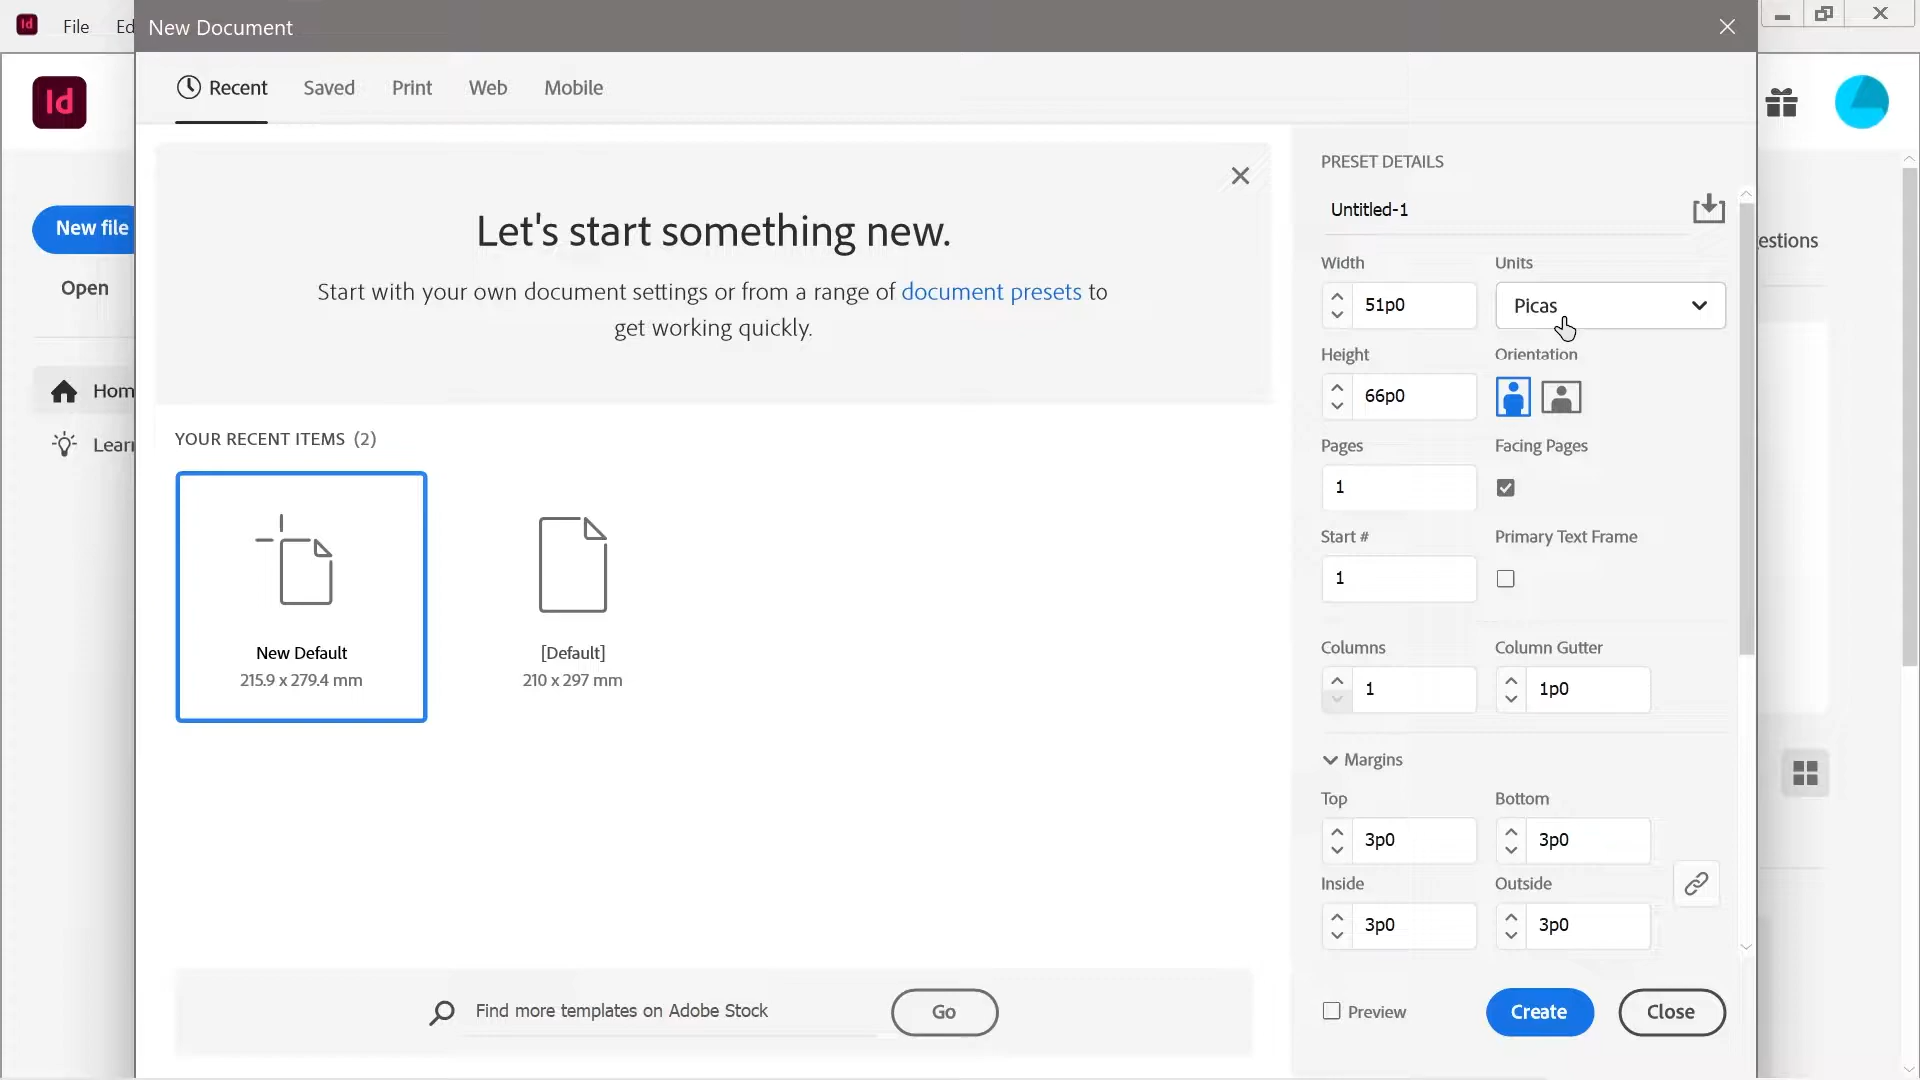 Id
File
Ed
New Document
Id
Recent
Saved
Print
Web
Mobile
New file
Open
Hom
Learn
Let's start something new.
Start with your own document settings or from a range of document presets to
get working quickly.
YOUR RECENT ITEMS (2)
New Default
215.9 x 279.4 mm
[Default]
210 x 297 mm
Find more templates on Adobe Stock
Go
PRESET DETAILS
Untitled-1
Width
Units
51p0
Picas
Height
Orientation
66p0
Pages
Facing Pages
1
Start #
Primary Text Frame
1
Columns
Column Gutter
1
1p0
Margins
Top
Bottom
3p0
3p0
Inside
Outside
3p0
3p0
Preview
Create
Close
estions